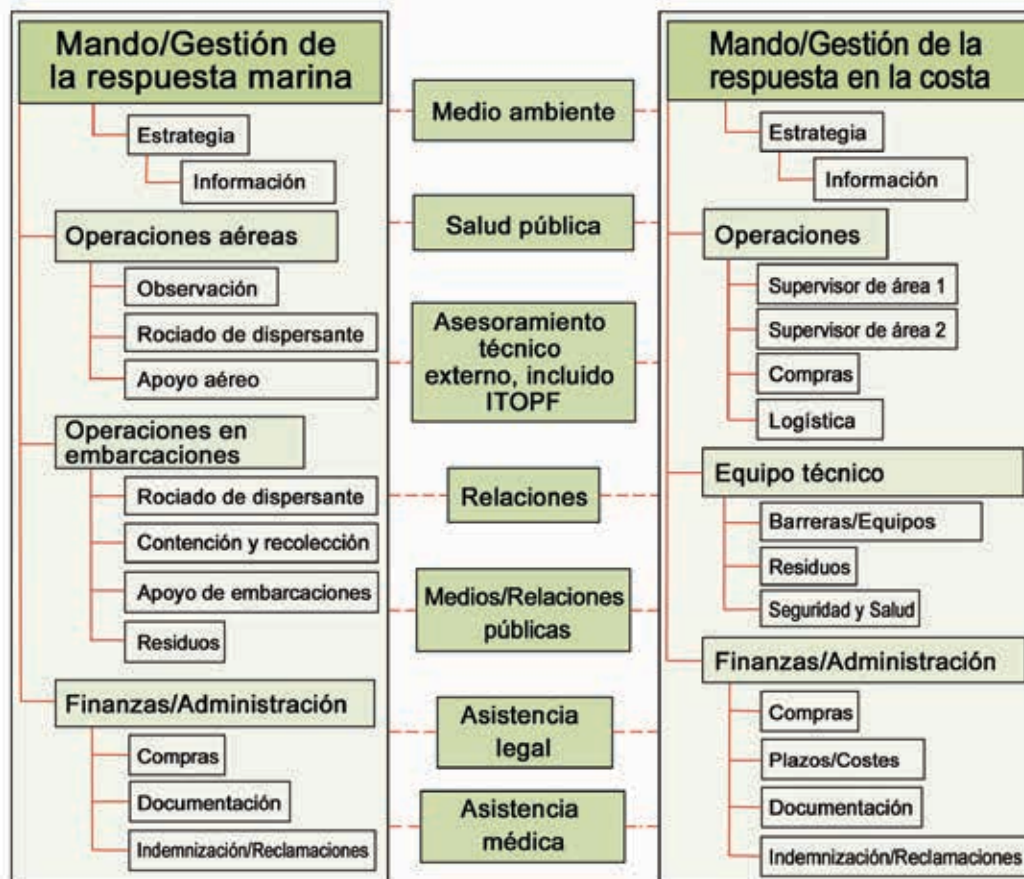 Mando/Gestión de
la respuesta marina
Estrategia
Información
Operaciones aéreas
Observación
Rociado de dispersante
Apoyo aéreo
Operaciones en
embarcaciones
Rociado de dispersante
Contención y recolección
Apoyo de embarcaciones
Residuos
Finanzas/Administración
Compras
Documentación
Indemnización/Reclamaciones
Medio ambiente
Salud pública
Asesoramiento
técnico
externo, incluido
ITOPF
Relaciones
Medios/Relaciones
públicas
Asistencia
legal
Asistencia
médica
Mando/Gestión de la
respuesta en la costa
Estrategia
Información
Operaciones
Supervisor de área 1
Supervisor de área 2
Compras
Logística
Equipo técnico
Barreras/Equipos
Residuos
Seguridad y Salud
Finanzas/Administración
Compras
Plazos/Costes
Documentación
Indemnización/Reclamaciones